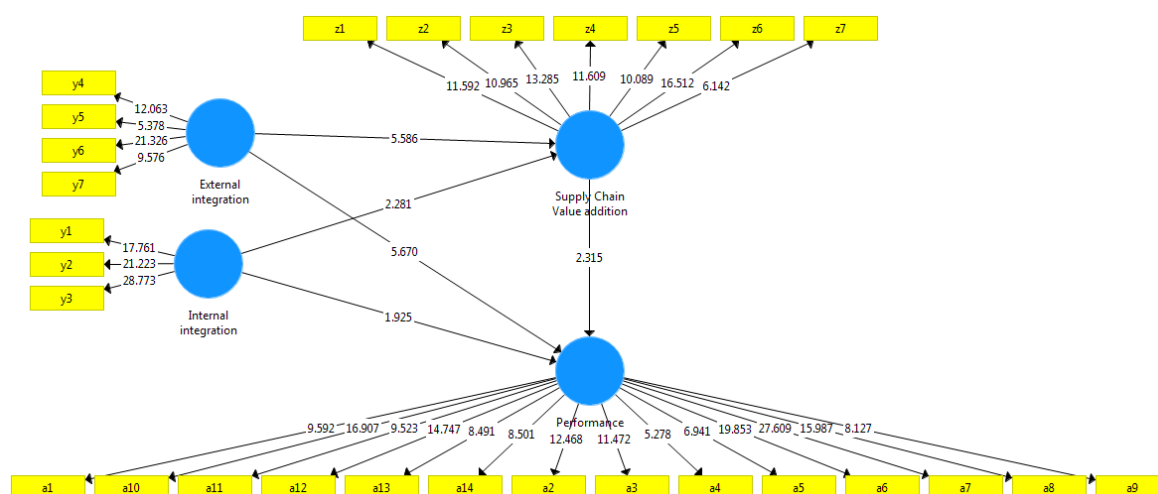 z1 z2 z3 z4 z5 z6 z7
11.592 10.965 13.285 11.609 10.089 16.512 6.142
y4
y5
y6
y7
12.063
5.378
21.326
9.576
External
integration
5.586
Supply Chain
Value addition
2.281
y1
y2
y3
17.761
21.223
28.773
Internal
integration
5.670
2.315
1.925
Performance
9.592 16.907 9.523 14.747 8.491 8.501 12.468 11.472 5.278 6.941 19.853 27.609 15.987 8.127
a1 a10 a11 a12 a13 a14 a2 a3 a4 a5 a6 a7 a8 a9